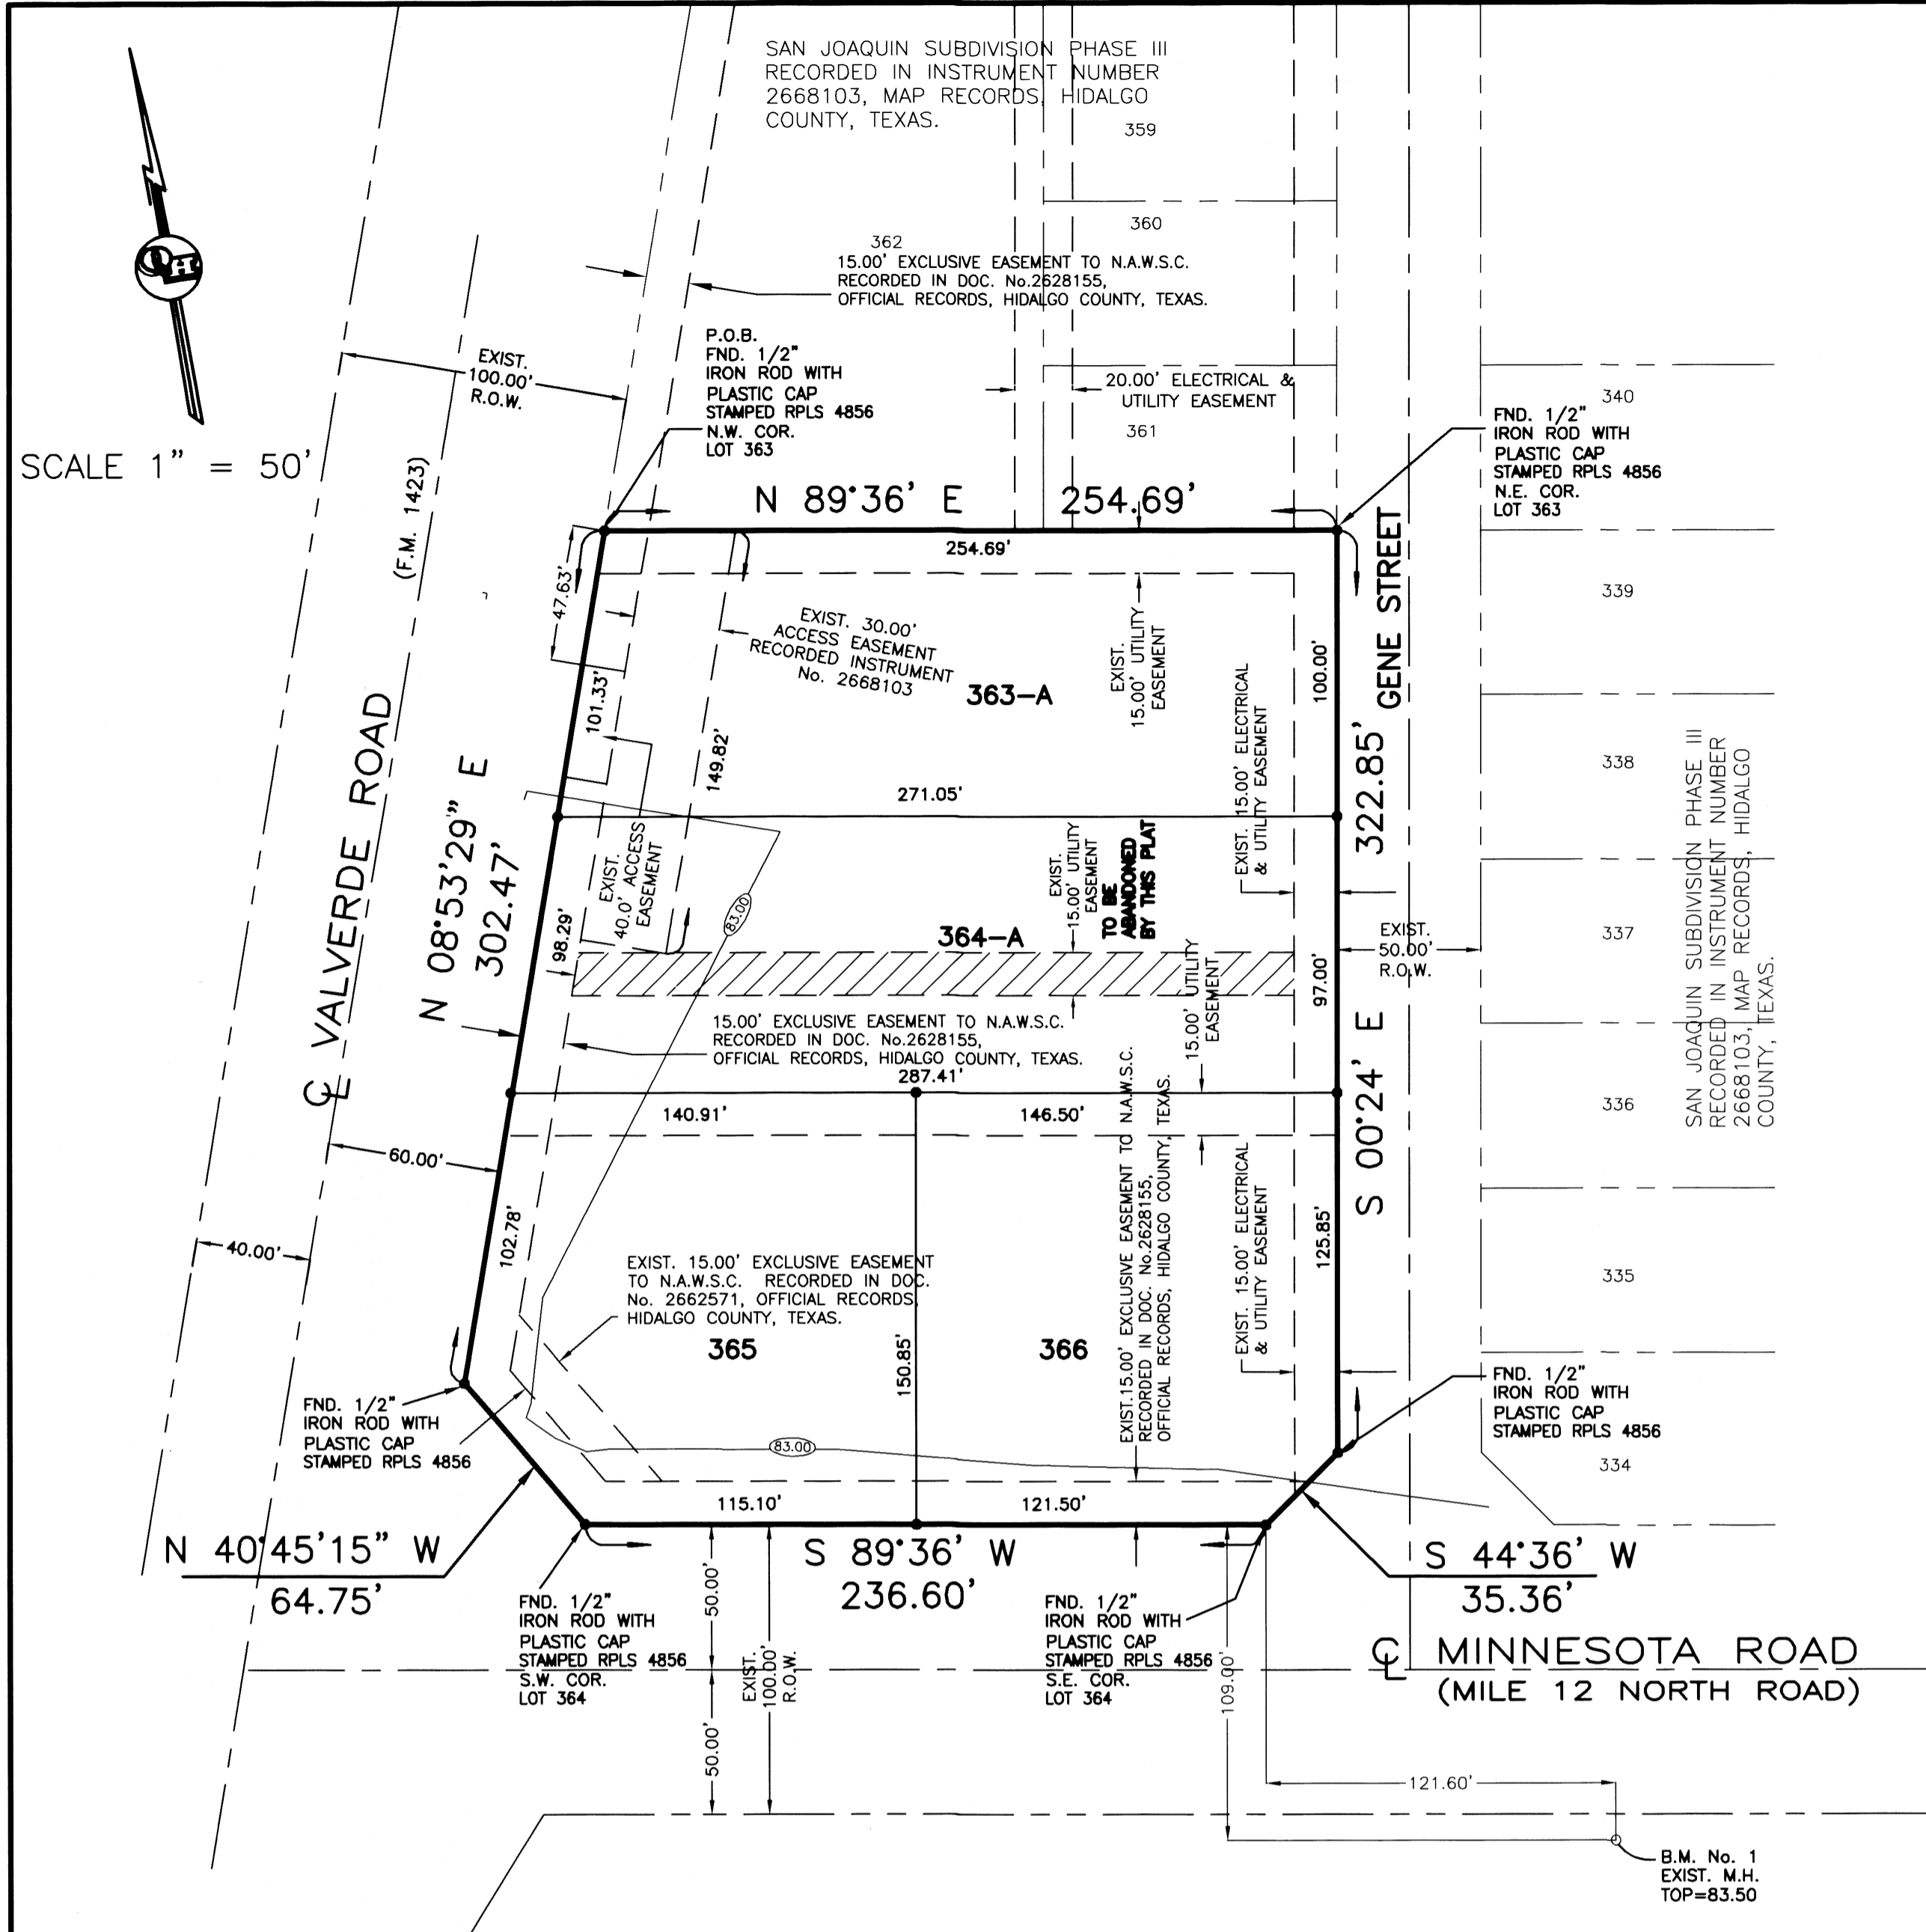 SAN JOAQUIN SUBDIVISION PHASE III
RECORDED IN INSTRUMENT NUMBER
2668103, MAP RECORDS, HIDALGO
COUNTY, TEXAS.
359
360
362
15.00' EXCLUSIVE EASEMENT TO N.A.W.S.C.
RECORDED IN DOC. No.2628155,
OFFICIAL RECORDS, HIDALGO COUNTY, TEXAS.
SCALE 1" = 50'
EXIST.
100.00'
R.O.W.
(F.M. 1423)
P.O.B.
FND. 1/2"
IRON ROD WITH
PLASTIC CAP
STAMPED RPLS 4856
N.W. COR.
LOT 363
20.00' ELECTRICAL &
UTILITY EASEMENT
361
340
FND. 1/2"
IRON ROD WITH
PLASTIC CAP
STAMPED RPLS 4856
N.E. COR.
LOT 363
N 89°36' E 254.69'
254.69'
47.63'
101.33'
EXIST. 30.00'
ACCESS EASEMENT
RECORDED INSTRUMENT
No. 2668103
363-A
149.82'
EXIST.
15.00' UTILITY
EASEMENT
EXIST. 15.00' ELECTRICAL
& UTILITY EASEMENT
100.00'
GENE STREET
322.85'
S 00°24' E
339
338
337
336
335
334
SAN JOAQUIN SUBDIVISION PHASE III
RECORDED IN INSTRUMENT NUMBER
2668103, MAP RECORDS, HIDALGO
COUNTY, TEXAS.
℄ VALVERDE ROAD
N 08°53'29" E
302.47'
271.05'
EXIST.
40.0' ACCESS
EASEMENT
83.00
98.29'
364-A
EXIST.
15.00' UTILITY
EASEMENT
TO BE
ABANDONED
BY THIS PLAT
97.00'
EXIST.
50.00'
R.O.W.
15.00' UTILITY
EASEMENT
15.00' EXCLUSIVE EASEMENT TO N.A.W.S.C.
RECORDED IN DOC. No.2628155,
OFFICIAL RECORDS, HIDALGO COUNTY, TEXAS.
287.41'
140.91'
146.50'
60.00'
40.00'
102.78'
EXIST. 15.00' EXCLUSIVE EASEMENT
TO N.A.W.S.C. RECORDED IN DOC.
No. 2662571, OFFICIAL RECORDS,
HIDALGO COUNTY, TEXAS.
365
150.85'
366
EXIST.15.00' EXCLUSIVE EASEMENT TO N.A.W.S.C.
RECORDED IN DOC. No.2628155,
OFFICIAL RECORDS, HIDALGO COUNTY, TEXAS.
EXIST. 15.00' ELECTRICAL
& UTILITY EASEMENT
125.85'
FND. 1/2"
IRON ROD WITH
PLASTIC CAP
STAMPED RPLS 4856
FND. 1/2"
IRON ROD WITH
PLASTIC CAP
STAMPED RPLS 4856
83.00
115.10'
121.50'
N 40°45'15" W
64.75'
S 89°36' W
236.60'
S 44°36' W
35.36'
FND. 1/2"
IRON ROD WITH
PLASTIC CAP
STAMPED RPLS 4856
S.W. COR.
LOT 364
50.00'
50.00'
EXIST.
100.00'
R.O.W.
FND. 1/2"
IRON ROD WITH
PLASTIC CAP
STAMPED RPLS 4856
S.E. COR.
LOT 364
109.00'
℄ MINNESOTA ROAD
(MILE 12 NORTH ROAD)
121.60'
B.M. No. 1
EXIST. M.H.
TOP=83.50